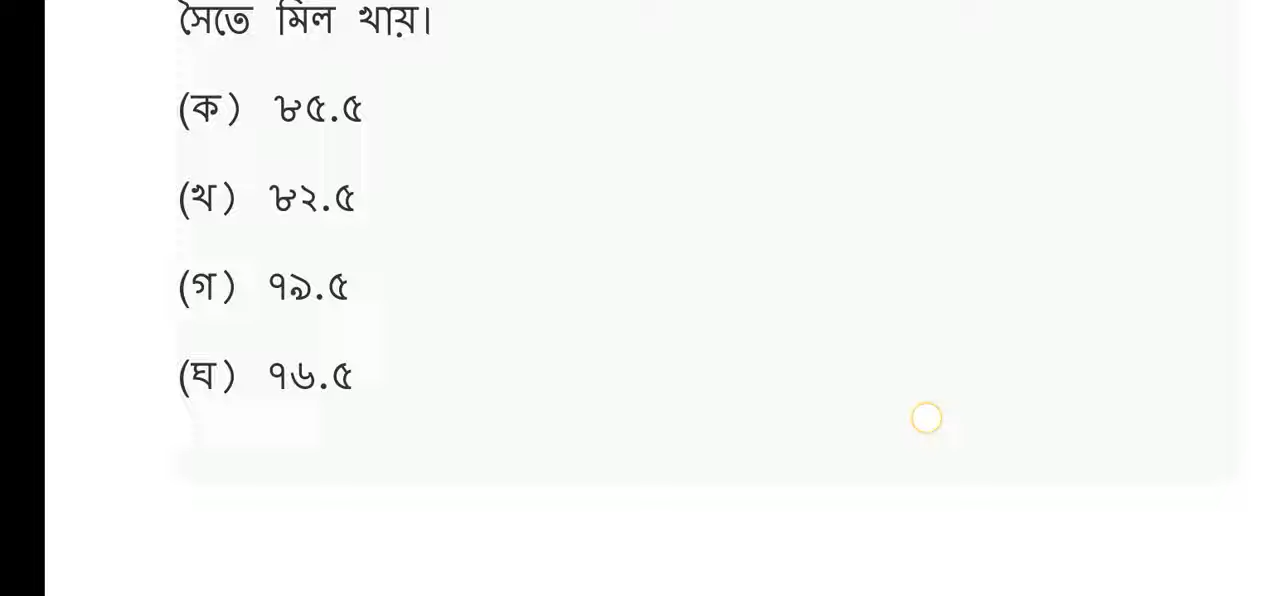 সৈতে মিল খায়।
(ক) ৮৫.৫
(খ) ৮২.৫
(গ) ৭৯.৫
(ঘ) ৭৬.৫